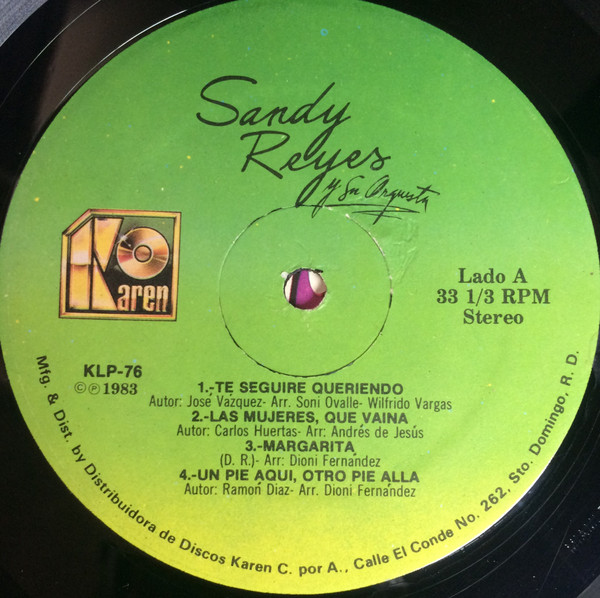 Sandy
Reyes
y Su Orquesta
Karen
Lado A
33 1/3 RPM
Stereo
KLP-76
©℗1983
1.-TE SEGUIRE QUERIENDO
Autor: José Vázquez- Arr. Soni Ovalle- Wilfrido Vargas
2.-LAS MUJERES, QUE VAINA
Autor: Carlos Huertas- Arr: Andrés de Jesús
3.-MARGARITA
(D. R.)- Arr: Dioni Fernández
4.-UN PIE AQUI, OTRO PIE ALLA
Autor: Ramón Diaz- Arr. Dioni Fernández
Mfg. & Dist. by Distribuidora de Discos Karen C. por A., Calle El Conde No. 262, Sto. Domingo, R. D.